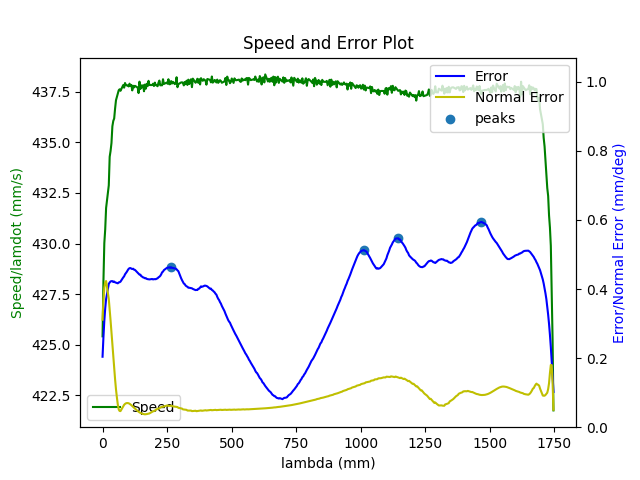 Speed and Error Plot
Error
Normal Error
peaks
Speed
437.5
435.0
432.5
430.0
427.5
425.0
422.5
Speed/lamdot (mm/s)
1.0
0.8
0.6
0.4
0.2
0.0
Error/Normal Error (mm/deg)
0 250 500 750 1000 1250 1500 1750
lambda (mm)